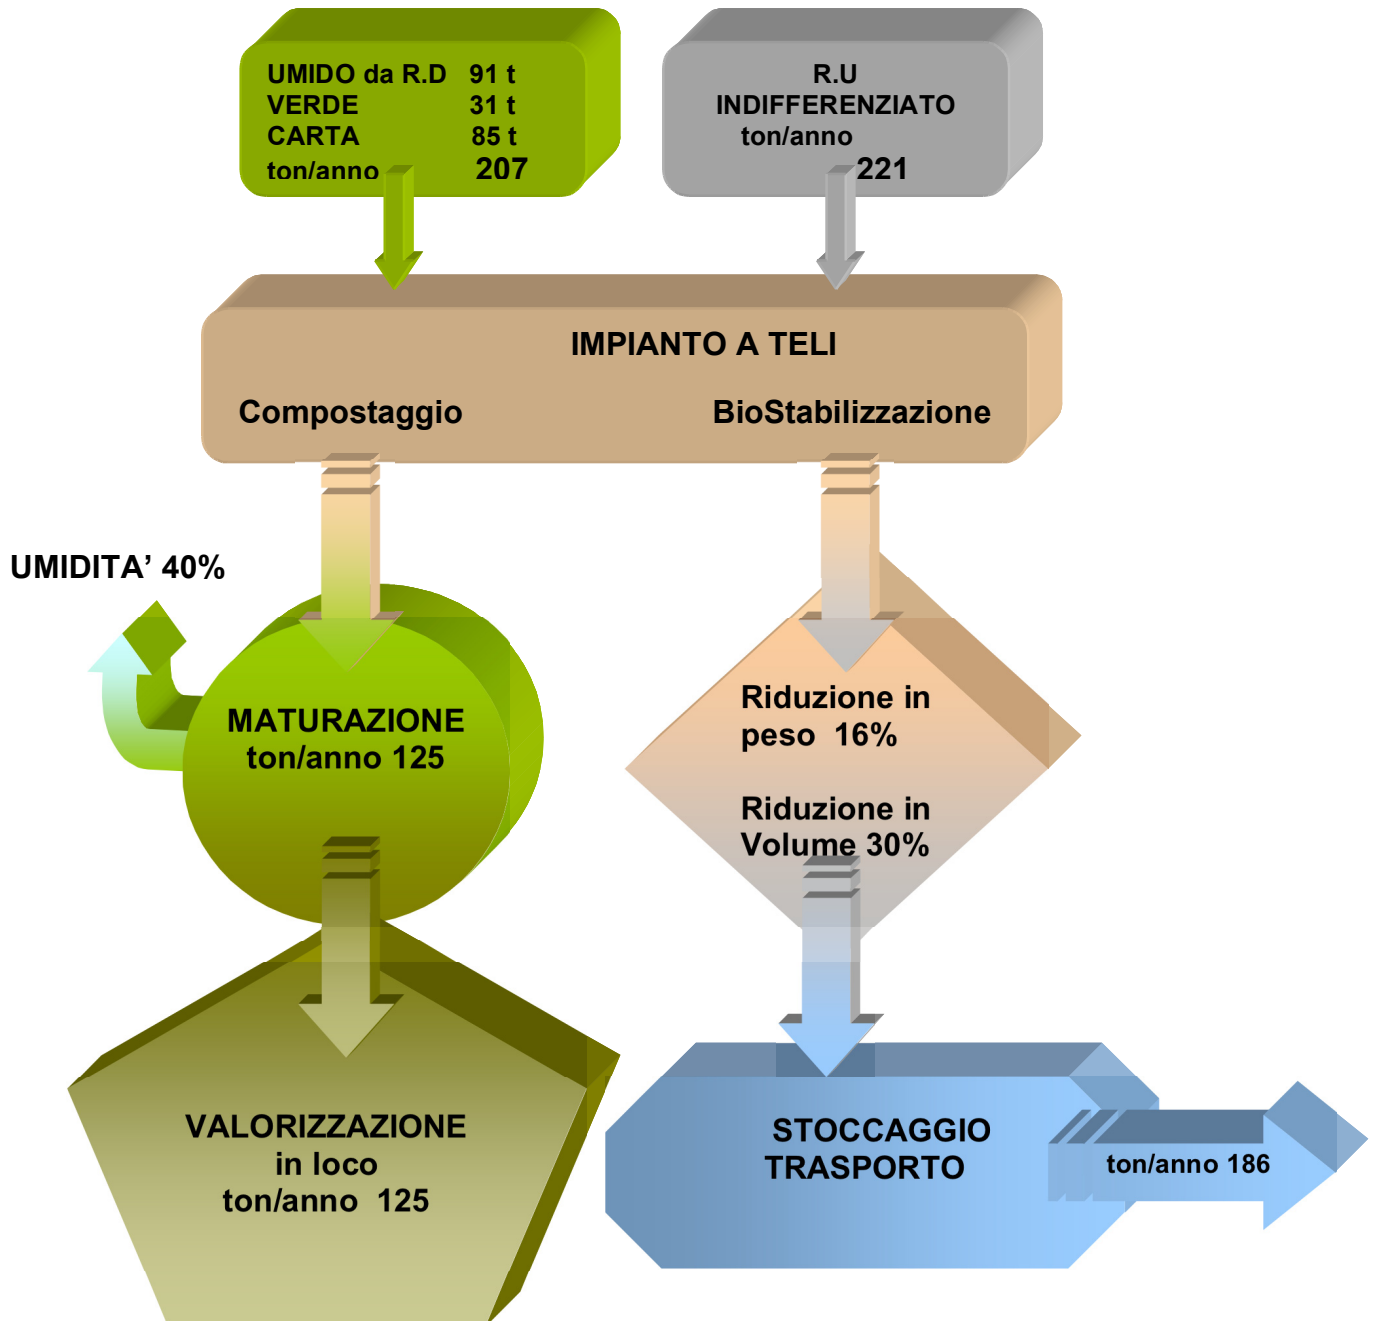 UMIDO da R.D 91 t
VERDE 31 t
CARTA 85 t
ton/anno 207
R.U
INDIFFERENZIATO
ton/anno
221
IMPIANTO A TELI
Compostaggio
BioStabilizzazione
UMIDITA’ 40%
MATURAZIONE
ton/anno 125
Riduzione in
peso 16%
Riduzione in
Volume 30%
VALORIZZAZIONE
in loco
ton/anno 125
STOCCAGGIO
TRASPORTO
ton/anno 186